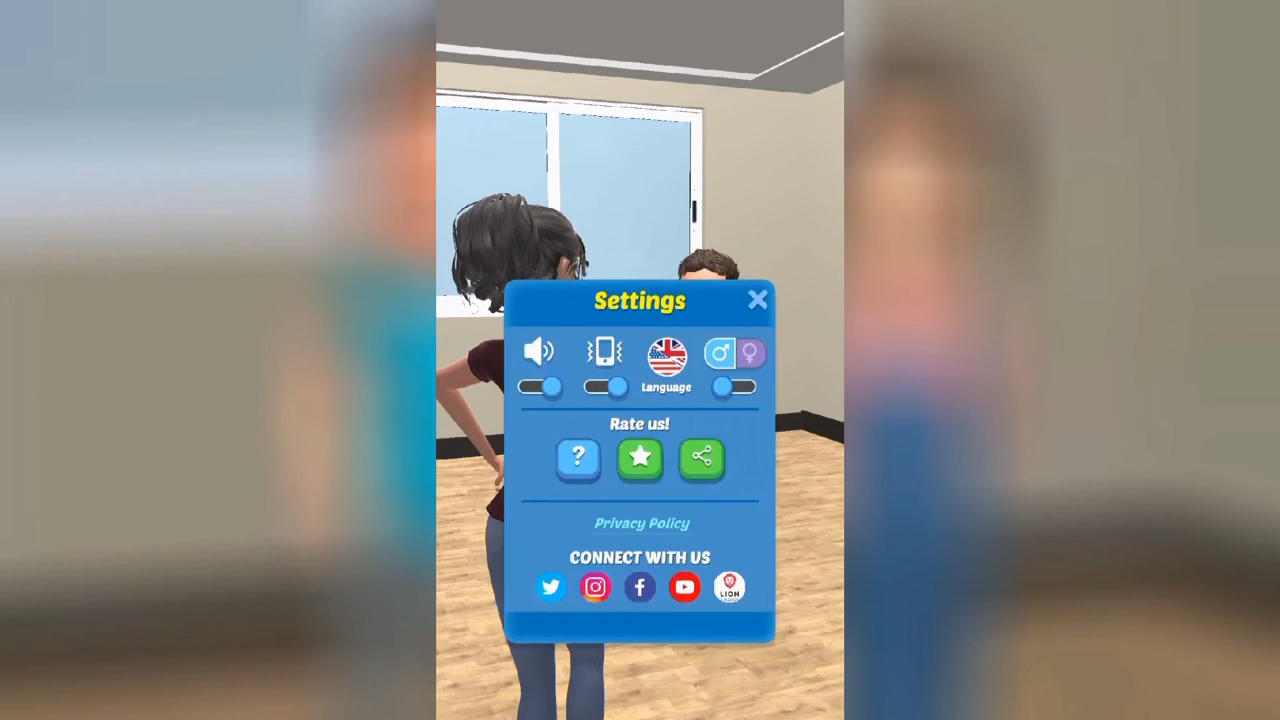 Settings
Language
Rate us!
?
Privacy Policy
CONNECT WITH US
LION